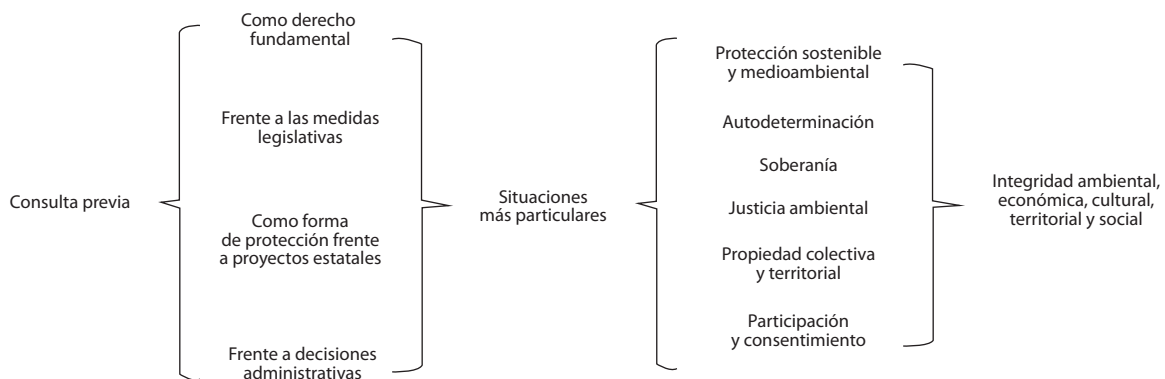 Consulta previa
Como derecho
fundamental
Frente a las medidas
legislativas
Como forma
de protección frente
a proyectos estatales
Frente a decisiones
administrativas
Situaciones
más particulares
Protección sostenible
y medioambiental
Autodeterminación
Soberanía
Justicia ambiental
Propiedad colectiva
y territorial
Participación
y consentimiento
Integridad ambiental,
económica, cultural,
territorial y social